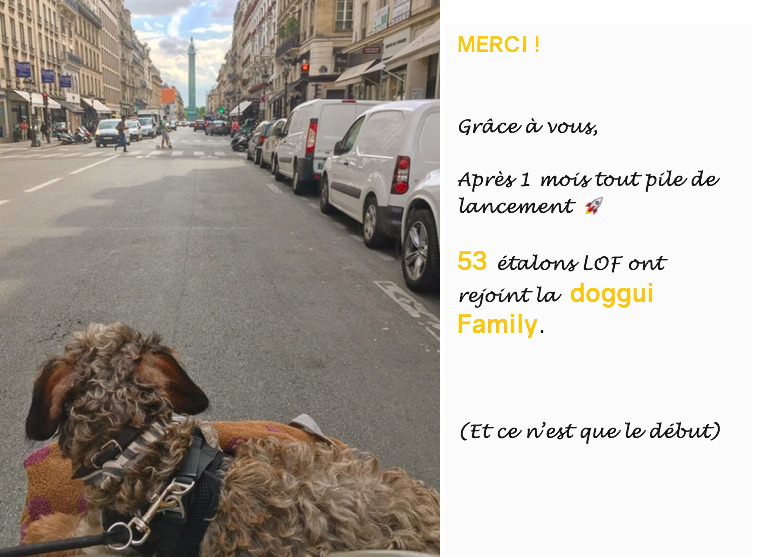 MERCI !
Grâce à vous,
Après 1 mois tout pile de
lancement 🚀
53 étalons LOF ont
rejoint la doggui
Family.
(Et ce n'est que le début)